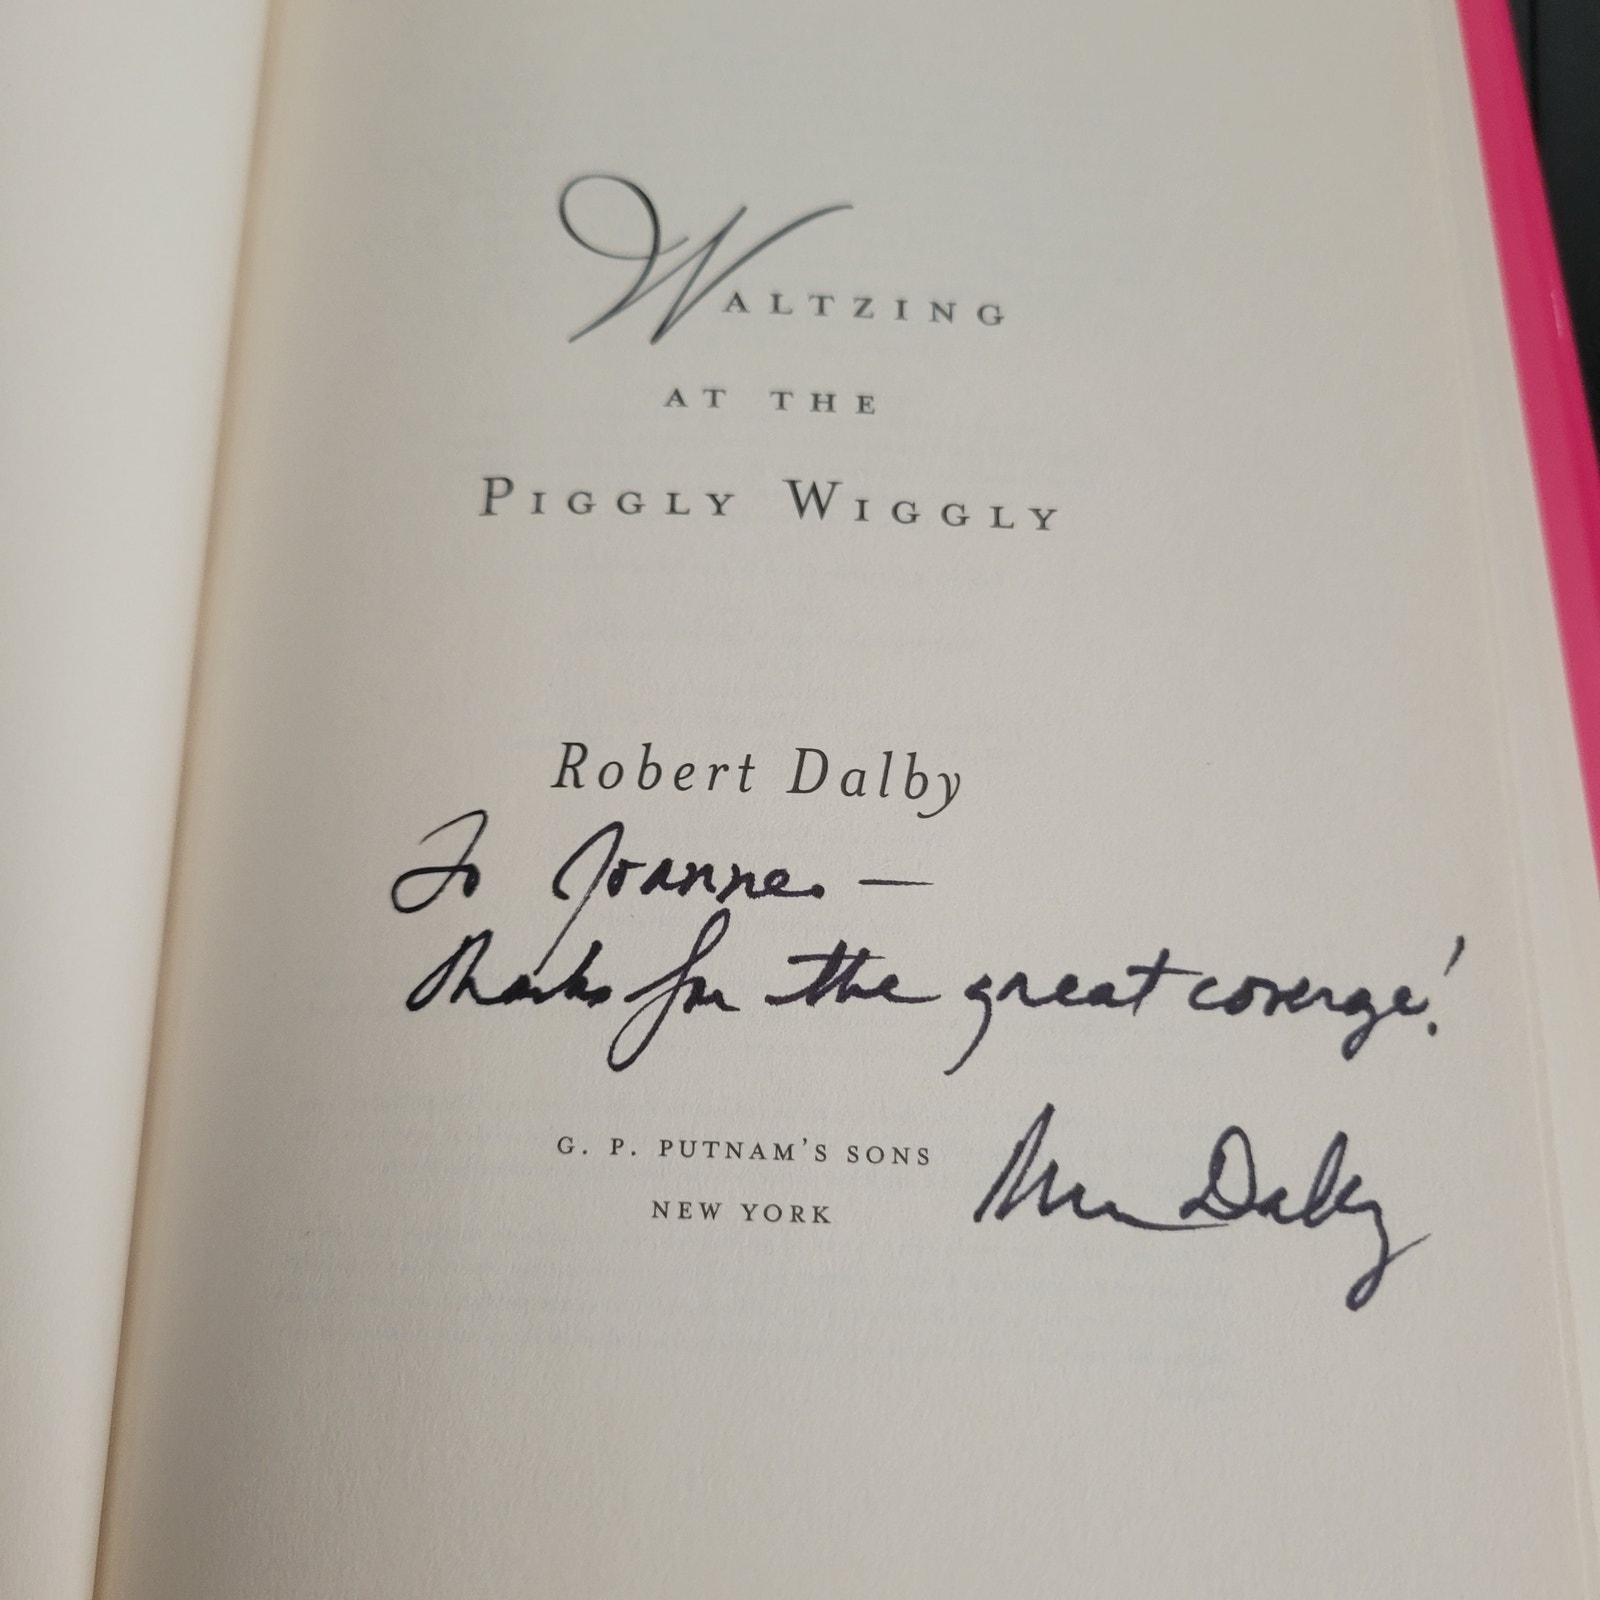 WALTZING
AT THE
PIGGLY WIGGLY
Robert Dalby
To Joanne —
Thanks for the great coverge!
G. P. PUTNAM'S SONS
NEW YORK
Dalby